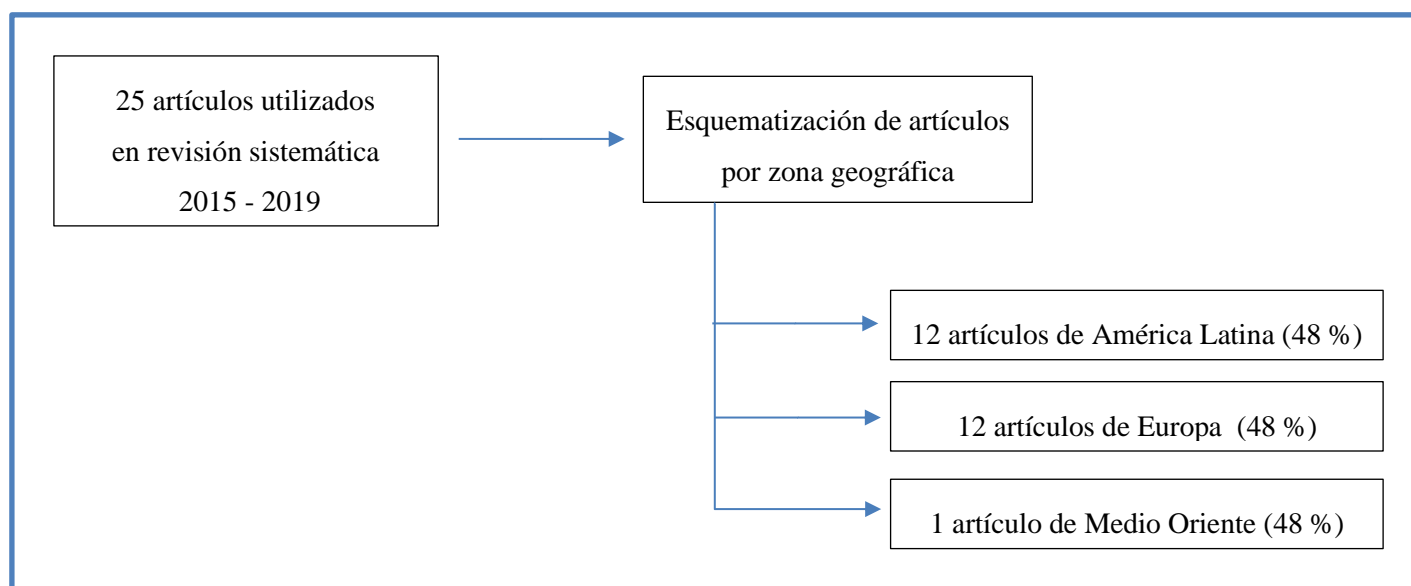 25 artículos utilizados
en revisión sistemática
2015 - 2019
Esquematización de artículos
por zona geográfica
12 artículos de América Latina (48 %)
12 artículos de Europa  (48 %)
1 artículo de Medio Oriente (48 %)